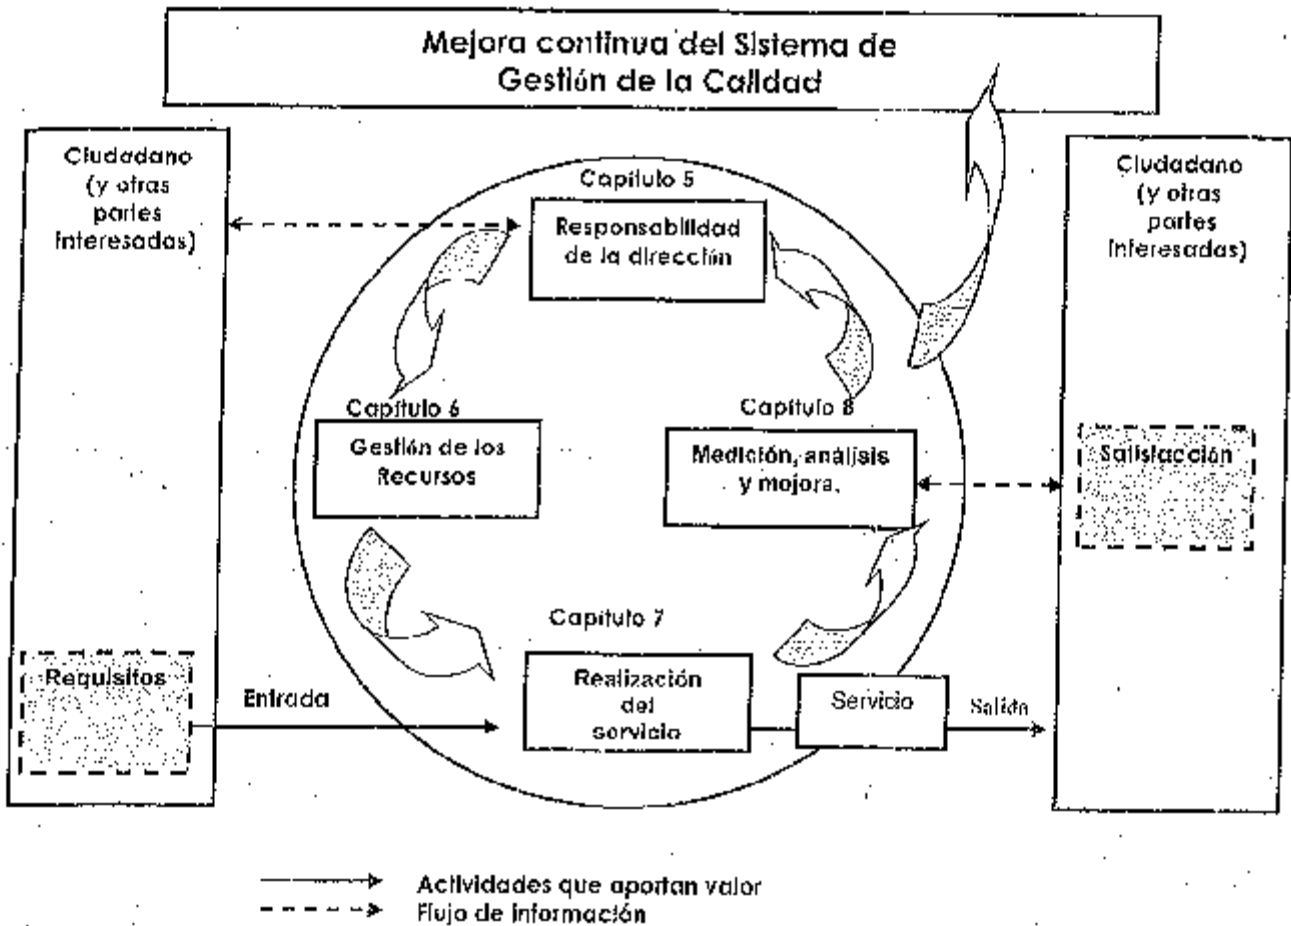 Mejora continua del Sistema de
Gestión de la Calidad
Ciudadano
(y otras
partes
interesadas)
Capítulo 5
Responsabilidad
de la dirección
Ciudadano
(y otras
partes
interesadas)
Capítulo 6
Gestión de los
Recursos
Capítulo 8
Medición, análisis
y mojora.
Satisfacción
Capítulo 7
Realización
del
servicio
Requisitos
Entrada
Servicio
Salida
Actividades que aportan valor
Flujo de información